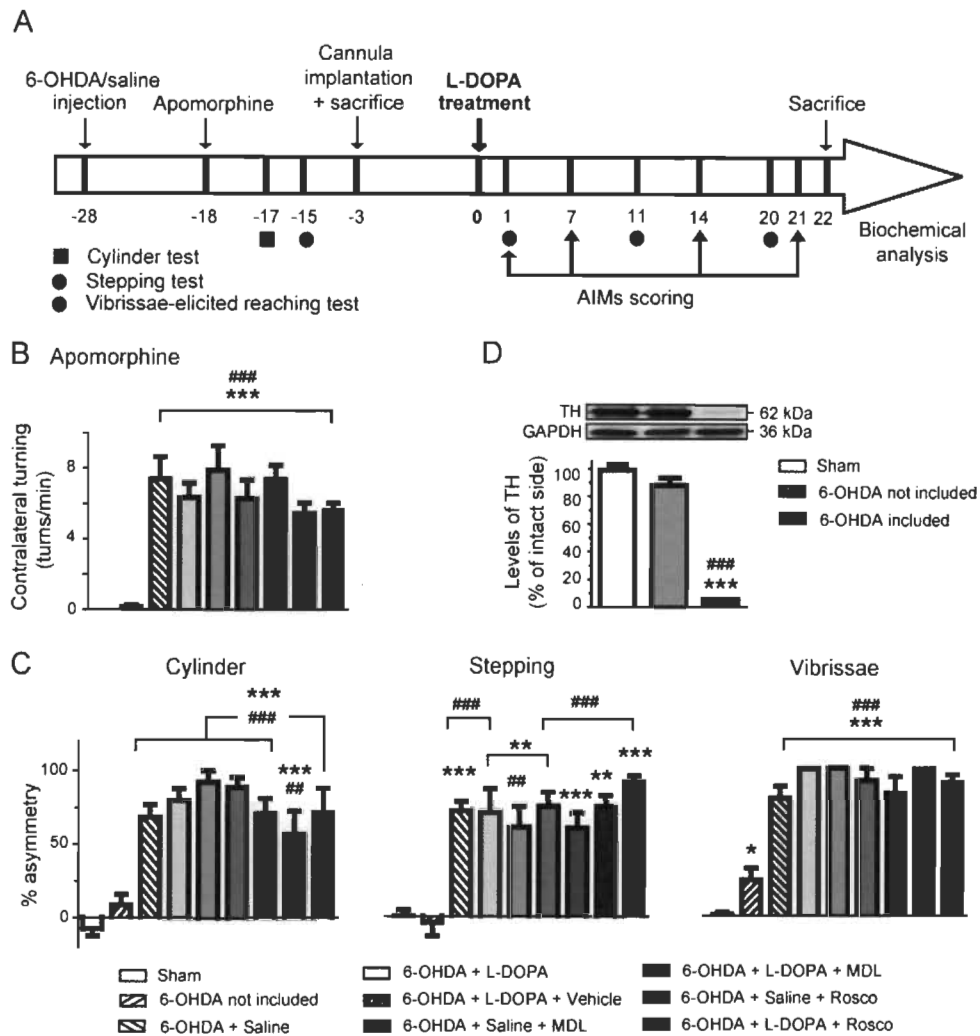 A
6-OHDA/saline
injection
Apomorphine
Cannula
implantation
+ sacrifice
L-DOPA
treatment
Sacrifice
-28 -18 -17 -15 -3 0 1 7 11 14 20 21 22
Biochemical
analysis
Cylinder test
Stepping test
Vibrissae-elicited reaching test
AIMs scoring
B Apomorphine
###
***
Contralateral turning
(turns/min)
8
4
0
D
TH
62 kDa
GAPDH
36 kDa
Levels of TH
(% of intact side)
100
80
60
40
20
0
###
***
Sham
6-OHDA not included
6-OHDA included
C
Cylinder
***
###
***
##
% asymmetry
100
50
0
Stepping
###
###
***
**
##
***
**
***
Vibrissae
###
***
*
Sham
6-OHDA not included
6-OHDA + Saline
6-OHDA + L-DOPA
6-OHDA + L-DOPA + Vehicle
6-OHDA + Saline + MDL
6-OHDA + L-DOPA + MDL
6-OHDA + Saline + Rosco
6-OHDA + L-DOPA + Rosco